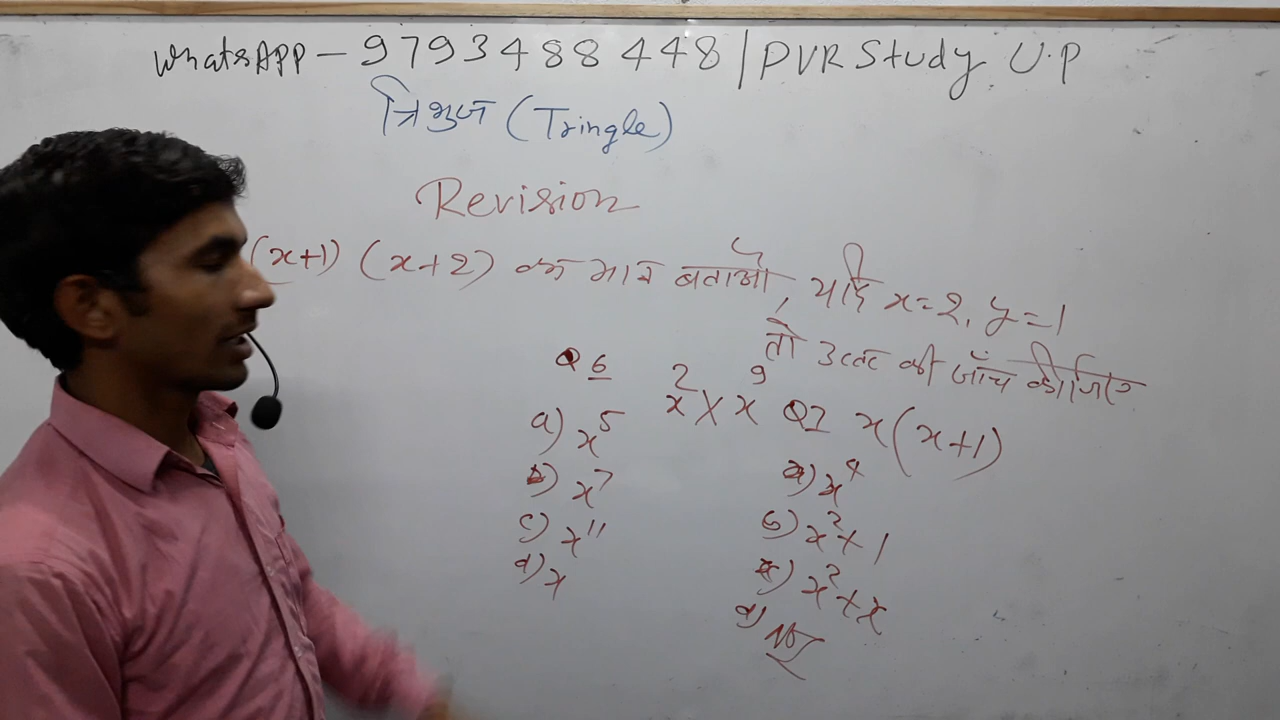 WhatsAPP - 9793488448 | PVR Study U.P
त्रिभुज (Tringle)
Revision
(x+1) (x+2) का मान बताओ, यदि x=2, y=1
तो उत्तर की जाँच कीजिए
Q 6 x² × x⁹
a) x⁵
b) x⁷
c) x¹¹
d) x
Q7 x(x+1)
a) x⁴
b) x²+1
c) x²+x
d)